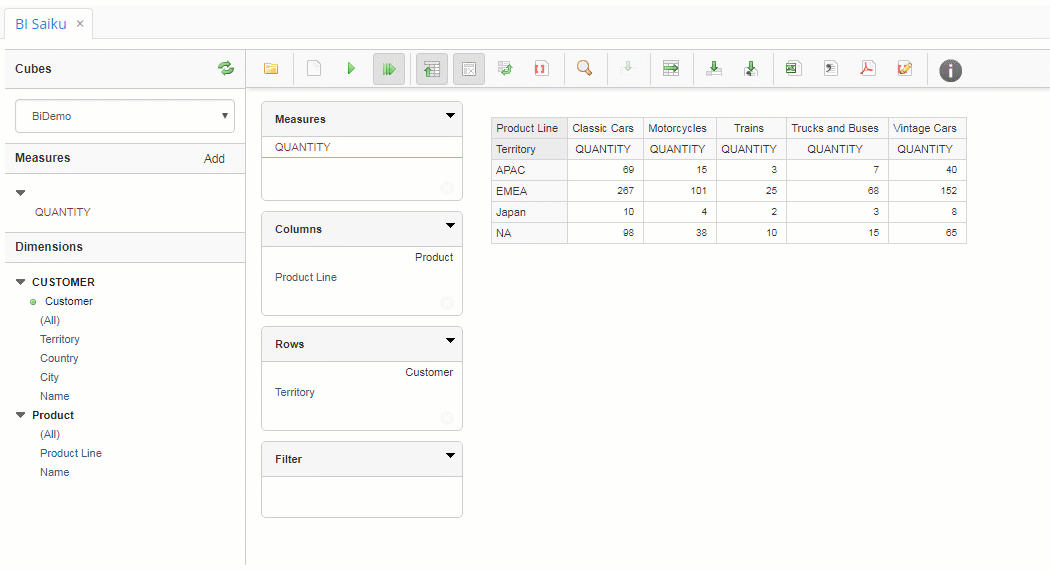 BI Saiku ×
Cubes
BiDemo
Measures Add
QUANTITY
Dimensions
CUSTOMER
Customer
(All)
Territory
Country
City
Name
Product
(All)
Product Line
Name
Measures
QUANTITY
Columns
Product
Product Line
Rows
Customer
Territory
Filter
Product Line Classic Cars Motorcycles Trains Trucks and Buses Vintage Cars
Territory QUANTITY QUANTITY QUANTITY QUANTITY QUANTITY
APAC 69 15 3 7 40
EMEA 267 101 25 68 152
Japan 10 4 2 3 8
NA 98 38 10 15 65